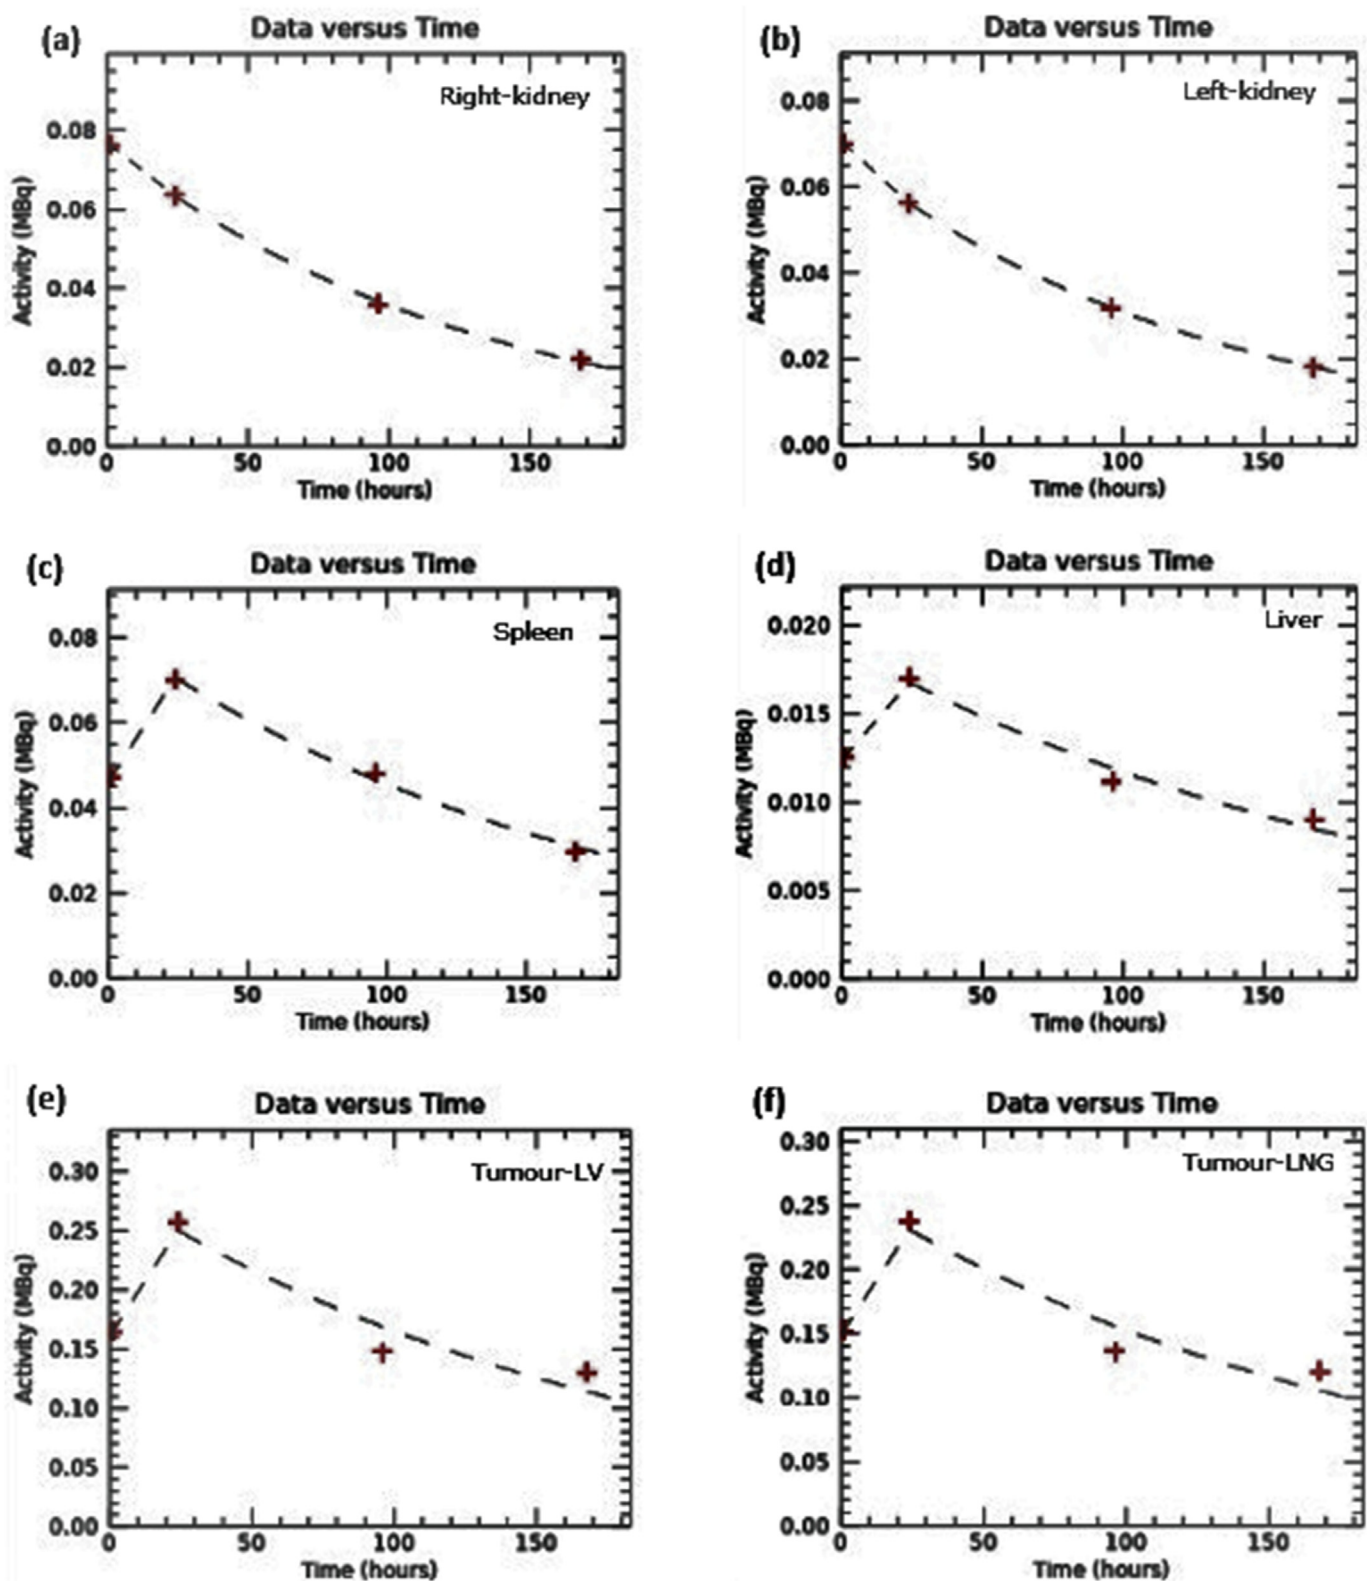 (a) Data versus Time
Right-kidney
Activity (MBq)
0.08
0.06
0.04
0.02
0.00
0 50 100 150
Time (hours)
(b) Data versus Time
Left-kidney
Activity (MBq)
0.08
0.06
0.04
0.02
0.00
0 50 100 150
Time (hours)
(c) Data versus Time
Spleen
Activity (MBq)
0.08
0.06
0.04
0.02
0.00
0 50 100 150
Time (hours)
(d) Data versus Time
Liver
Activity (MBq)
0.020
0.015
0.010
0.005
0.000
0 50 100 150
Time (hours)
(e) Data versus Time
Tumour-LV
Activity (MBq)
0.30
0.25
0.20
0.15
0.10
0.05
0.00
0 50 100 150
Time (hours)
(f) Data versus Time
Tumour-LNG
Activity (MBq)
0.30
0.25
0.20
0.15
0.10
0.05
0.00
0 50 100 150
Time (hours)